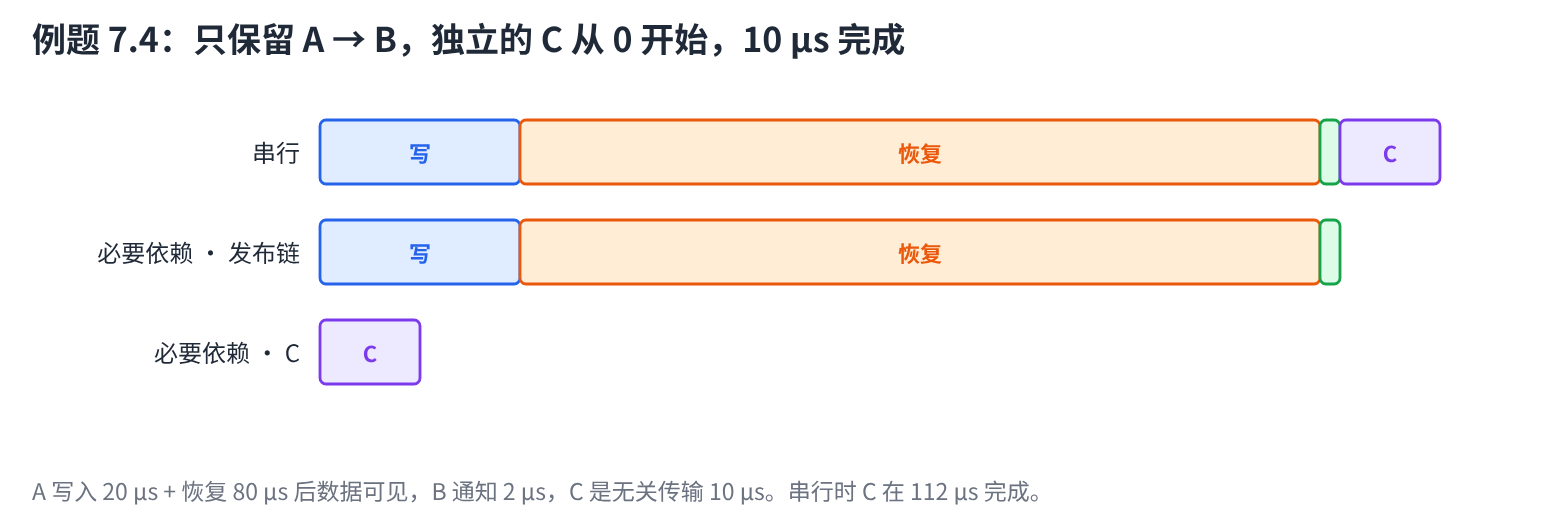 例题 7.4：只保留 A → B，独立的 C 从 0 开始，10 μs 完成
串行 写 恢复 C
必要依赖 · 发布链 写 恢复
必要依赖 · C C
A 写入 20 μs + 恢复 80 μs 后数据可见，B 通知 2 μs，C 是无关传输 10 μs。串行时 C 在 112 μs 完成。